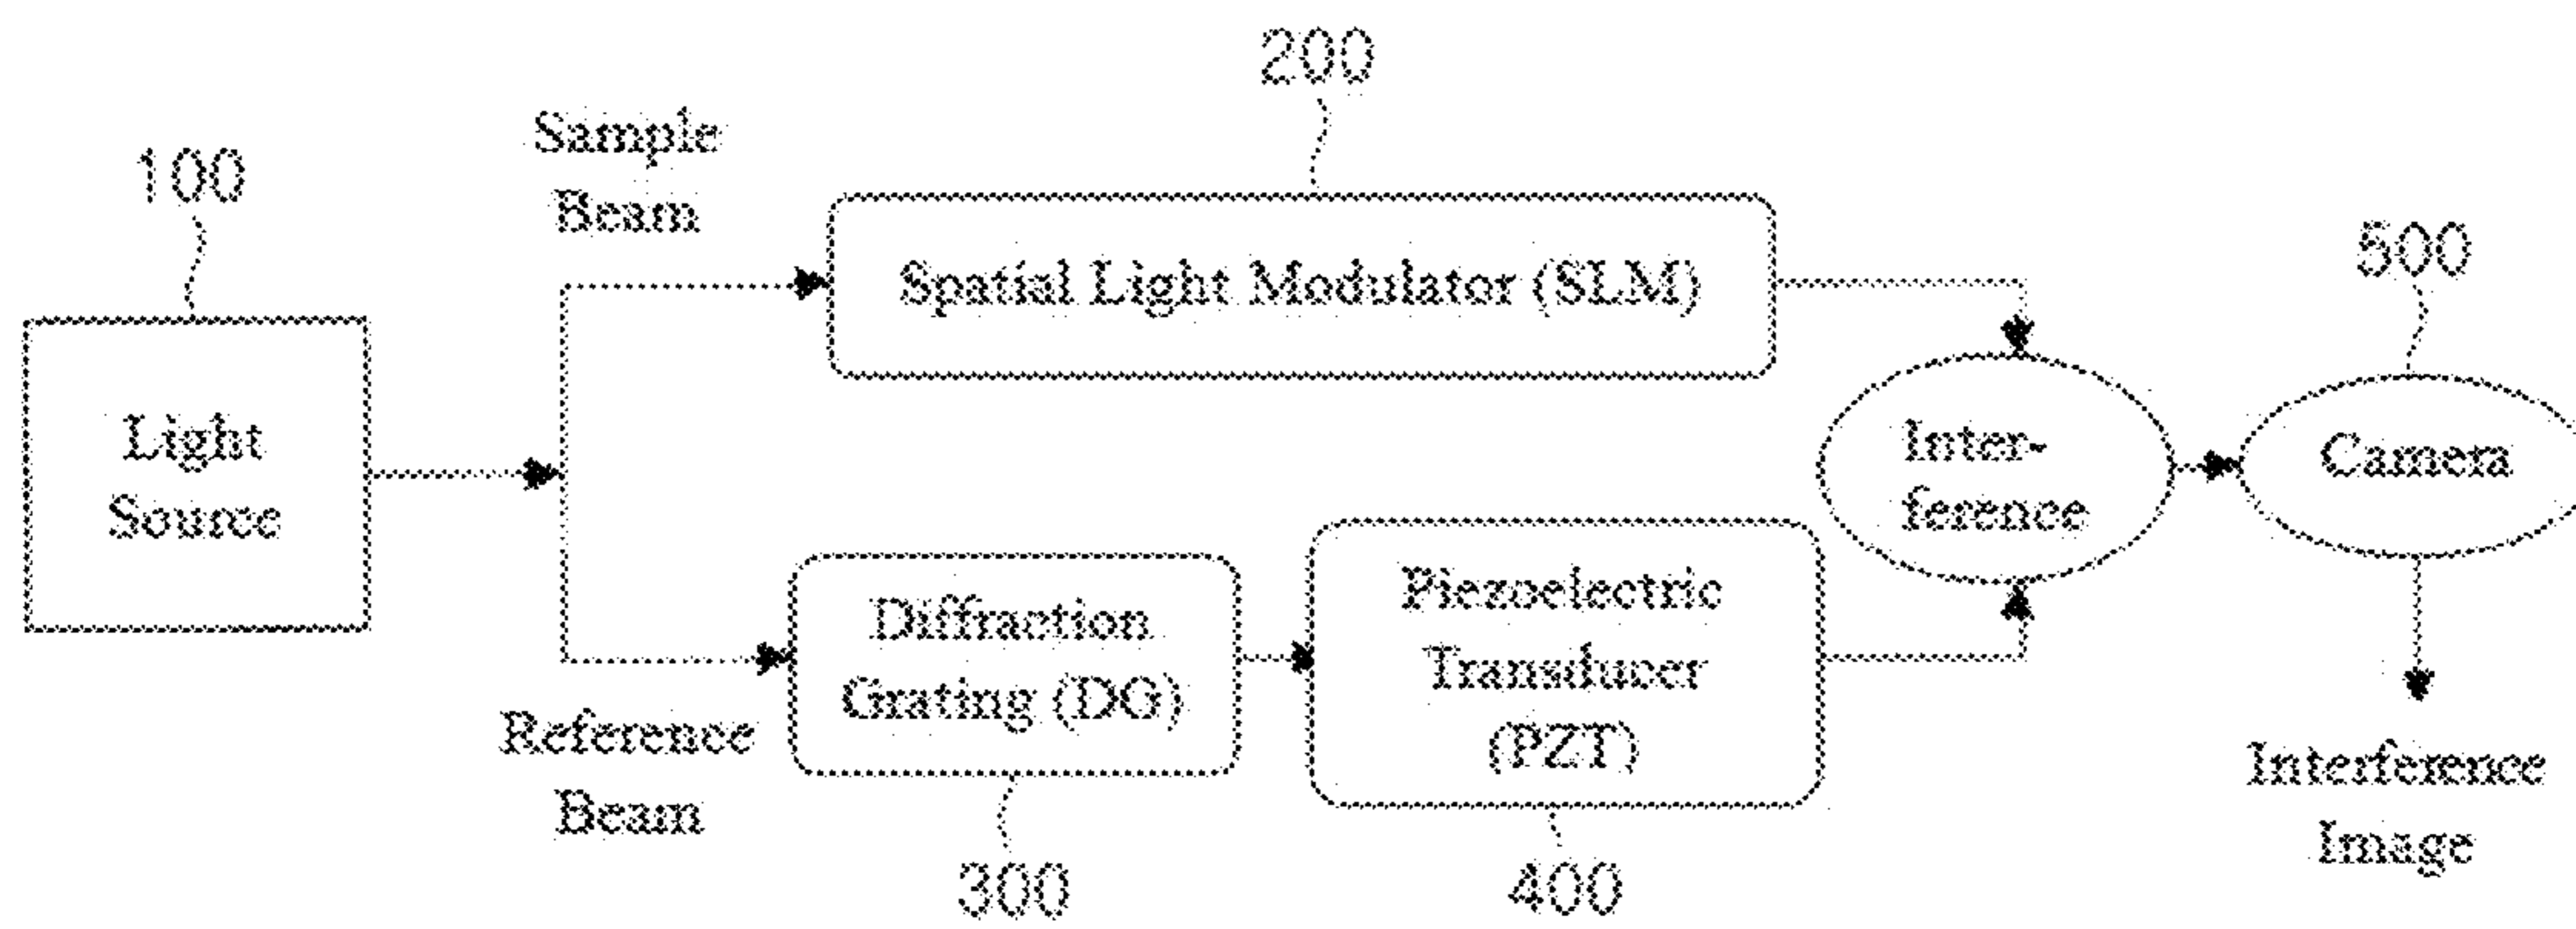 200
Sample
Beam
100
500
Spatial Light Modulator (SLM)
Light
Source
Inter-
ference
Camera
Diffraction
Grating (DG)
Piezoelectric
Transducer
(PZT)
Reference
Beam
Interference
Image
300
400